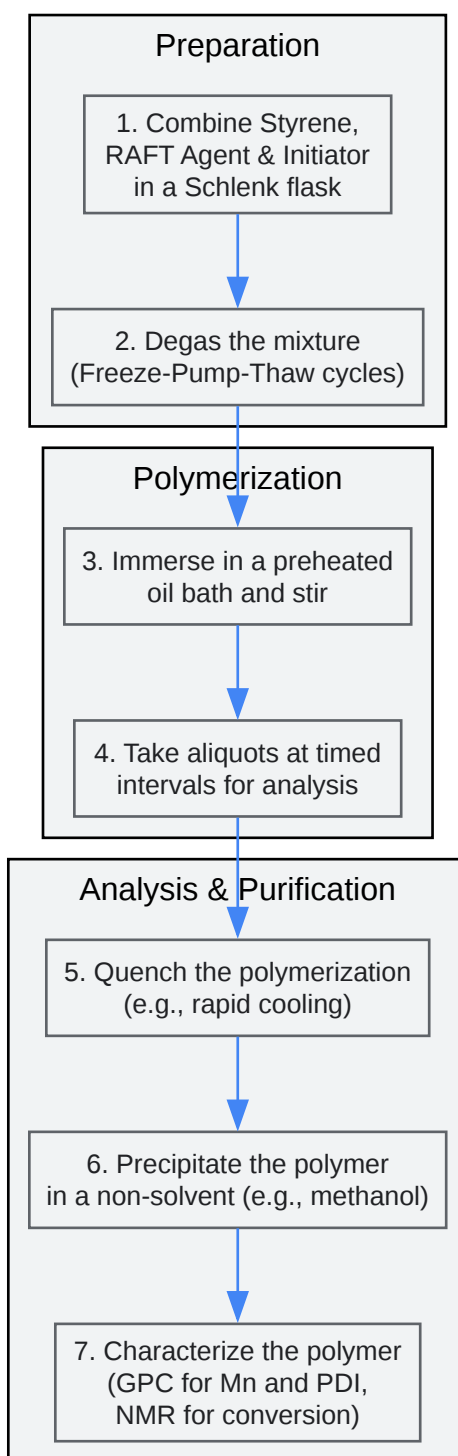 Preparation
1. Combine Styrene,
RAFT Agent & Initiator
in a Schlenk flask
2. Degas the mixture
(Freeze-Pump-Thaw cycles)
Polymerization
3. Immerse in a preheated
oil bath and stir
4. Take aliquots at timed
intervals for analysis
Analysis & Purification
5. Quench the polymerization
(e.g., rapid cooling)
6. Precipitate the polymer
in a non-solvent (e.g., methanol)
7. Characterize the polymer
(GPC for Mn and PDI,
NMR for conversion)